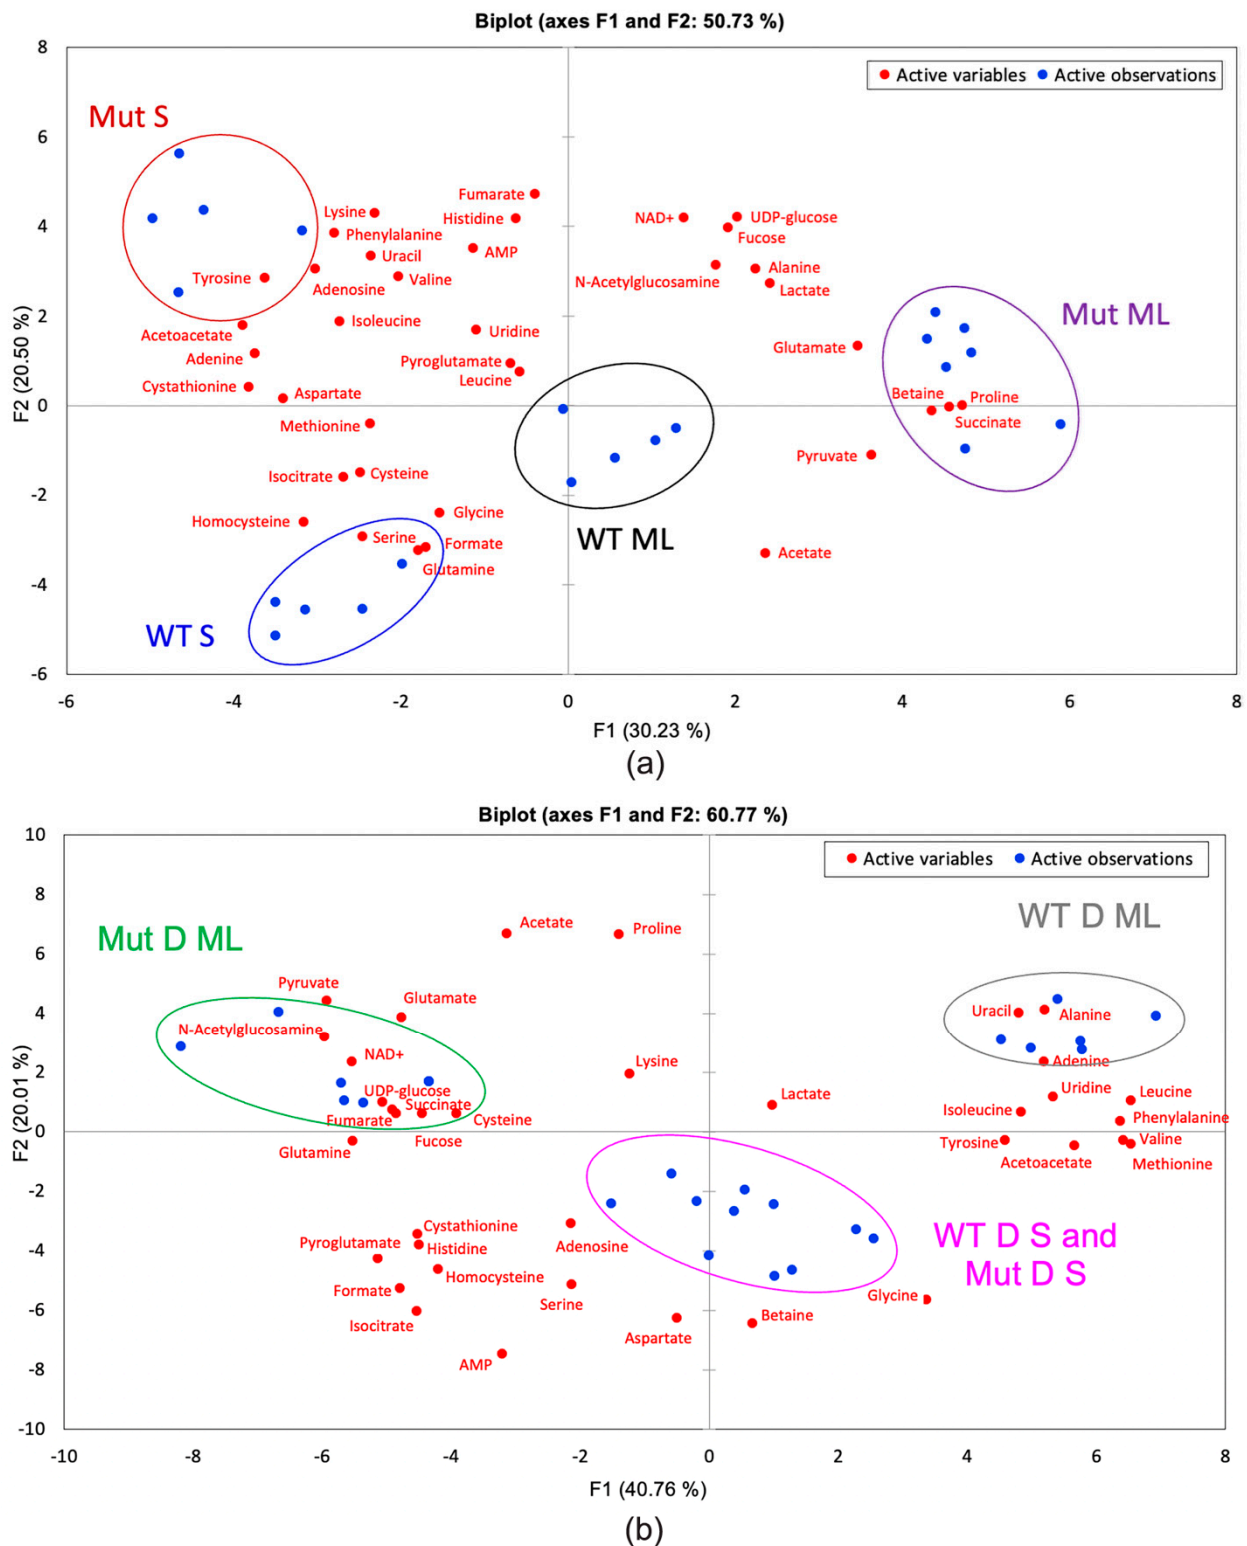 Biplot (axes F1 and F2: 50.73 %)
8
Active variables
Active observations
Mut S
6
Fumarate
Lysine
Histidine
NAD+
UDP-glucose
4
Phenylalanine
Fucose
Uracil
AMP
N-Acetylglucosamine
Alanine
Tyrosine
Adenosine
Valine
Lactate
2
Acetoacetate
Isoleucine
Uridine
Mut ML
Adenine
Pyroglutamate
Glutamate
Cystathionine
Leucine
Aspartate
Betaine
Proline
0
Methionine
Succinate
Pyruvate
Isocitrate
Cysteine
-2
Homocysteine
Glycine
Serine
Formate
WT ML
Acetate
Glutamine
-4
WT S
-6
F2 (20.50 %)
-6
-4
-2
0
2
4
6
8
F1 (30.23 %)
(a)
Biplot (axes F1 and F2: 60.77 %)
10
Active variables
Active observations
8
Mut D ML
Acetate
Proline
WT D ML
6
Pyruvate
Glutamate
4
N-Acetylglucosamine
Uracil
Alanine
NAD+
Adenine
2
Lysine
UDP-glucose
Lactate
Uridine
Leucine
Succinate
Isoleucine
Fumarate
Cysteine
Phenylalanine
0
Glutamine
Fucose
Tyrosine
Valine
Acetoacetate
Methionine
-2
Cystathionine
WT D S and
Mut D S
Pyroglutamate
Histidine
Adenosine
-4
Homocysteine
Formate
Serine
Glycine
-6
Isocitrate
Aspartate
Betaine
AMP
-8
-10
F2 (20.01 %)
-10
-8
-6
-4
-2
0
2
4
6
8
F1 (40.76 %)
(b)